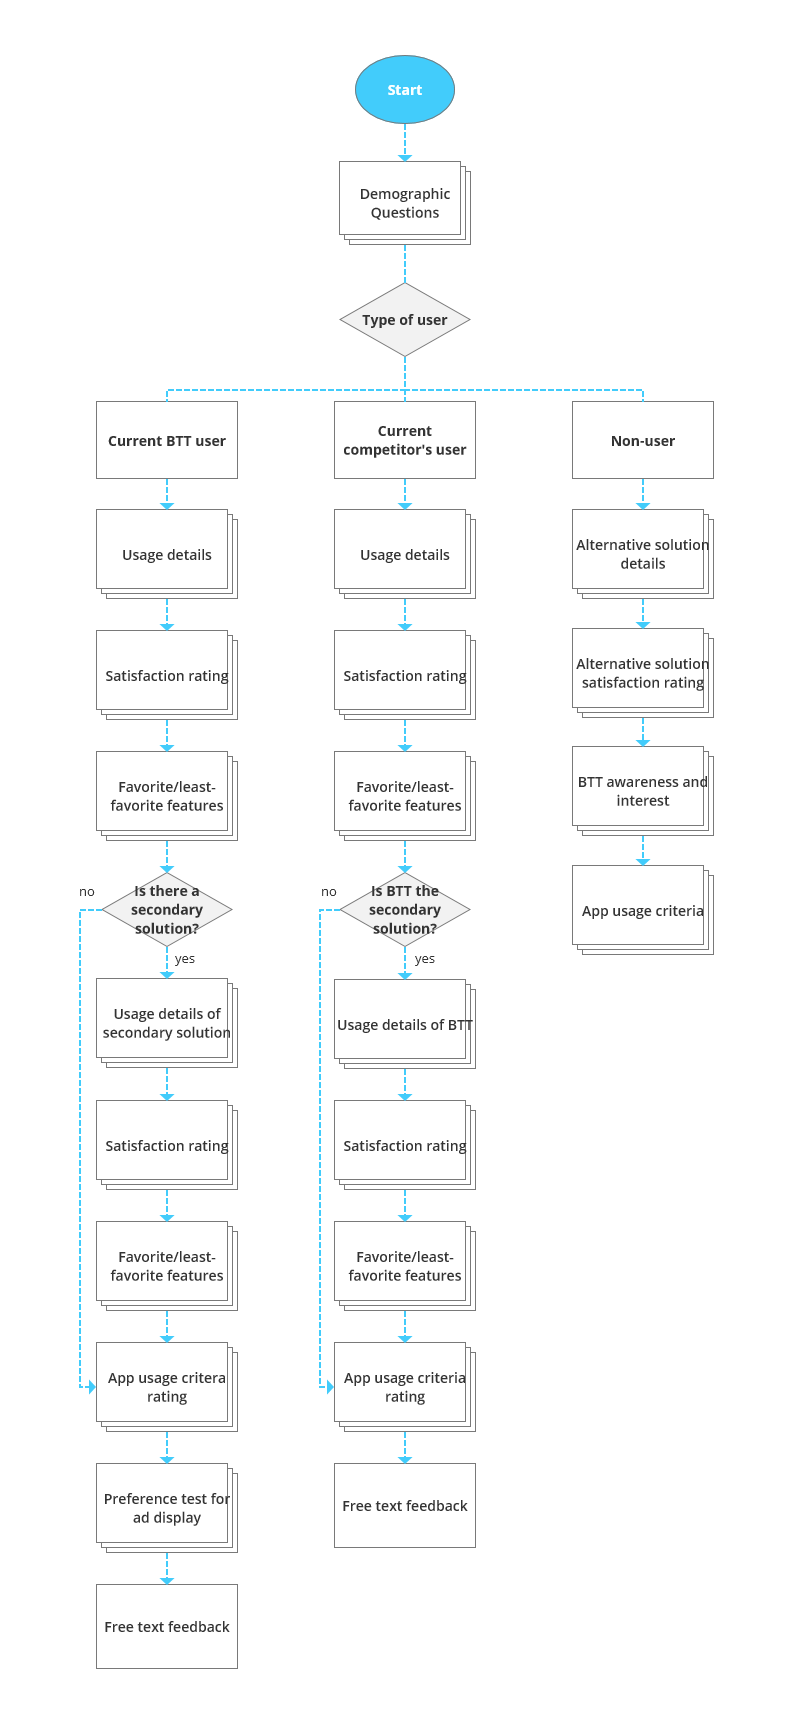 Start
Demographic
Questions
Type of user
Current BTT user
Current
competitor's user
Non-user
Usage details
Usage details
Alternative solution
details
Satisfaction rating
Satisfaction rating
Alternative solution
satisfaction rating
Favorite/least-
favorite features
Favorite/least-
favorite features
BTT awareness and
interest
no
Is there a
secondary
solution?
yes
no
Is BTT the
secondary
solution?
yes
App usage criteria
Usage details of
secondary solution
Usage details of BTT
Satisfaction rating
Satisfaction rating
Favorite/least-
favorite features
Favorite/least-
favorite features
App usage critera
rating
App usage criteria
rating
Preference test for
ad display
Free text feedback
Free text feedback